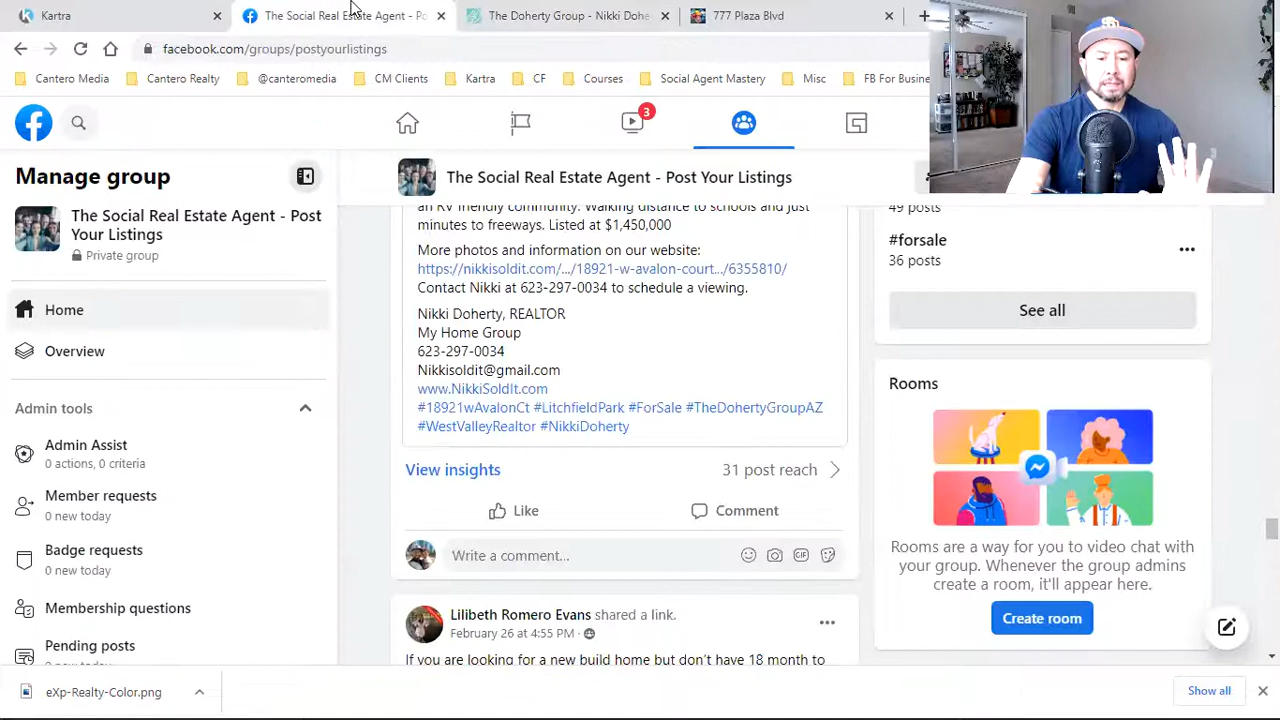 Kartra
The Social Real Estate Agent - Po
The Doherty Group - Nikki Dohe
777 Plaza Blvd
facebook.com/groups/postyourlistings
Cantero Media
Cantero Realty
@canteromedia
CM Clients
Kartra
CF
Courses
Social Agent Mastery
Misc
FB For Busine
3
Manage group
The Social Real Estate Agent - Post
Your Listings
Private group
Home
Overview
Admin tools
Admin Assist
0 actions, 0 criteria
Member requests
0 new today
Badge requests
0 new today
Membership questions
Pending posts
The Social Real Estate Agent - Post Your Listings
an RV friendly community. Walking distance to schools and just
minutes to freeways. Listed at $1,450,000
More photos and information on our website:
https://nikkisoldit.com/.../18921-w-avalon-court.../6355810/
Contact Nikki at 623-297-0034 to schedule a viewing.
Nikki Doherty, REALTOR
My Home Group
623-297-0034
Nikkisoldit@gmail.com
www.NikkiSoldIt.com
#18921wAvalonCt #LitchfieldPark #ForSale #TheDohertyGroupAZ
#WestValleyRealtor #NikkiDoherty
View insights
31 post reach
Like
Comment
Write a comment...
GIF
Lilibeth Romero Evans shared a link.
February 26 at 4:55 PM ·
If you are looking for a new build home but don't have 18 month to
49 posts
#forsale
36 posts
See all
Rooms
Rooms are a way for you to video chat with
your group. Whenever the group admins
create a room, it'll appear here.
Create room
eXp-Realty-Color.png
Show all